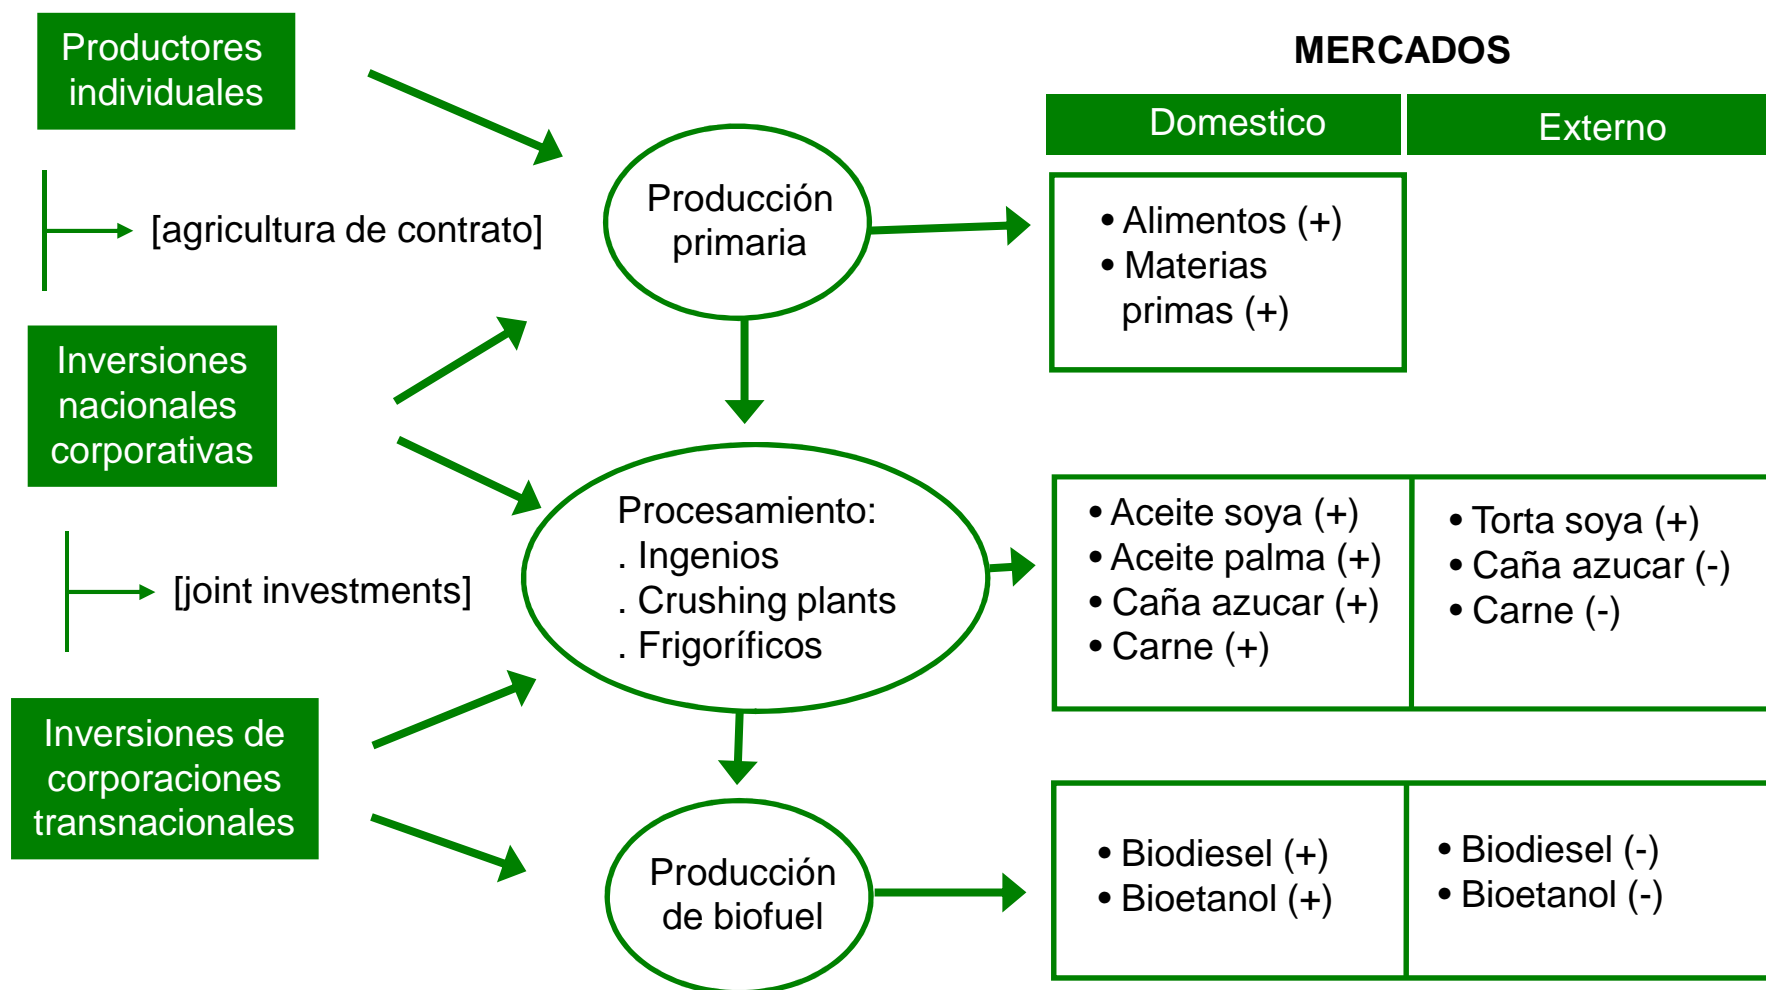 Productores
individuales
[agricultura de contrato]
Inversiones
nacionales
corporativas
[joint investments]
Inversiones de
corporaciones
transnacionales
Producción
primaria
Procesamiento:
. Ingenios
. Crushing plants
. Frigoríficos
Producción
de biofuel
MERCADOS
Domestico
Externo
• Alimentos (+)
• Materias
primas (+)
• Aceite soya (+)
• Aceite palma (+)
• Caña azucar (+)
• Carne (+)
• Torta soya (+)
• Caña azucar (-)
• Carne (-)
• Biodiesel (+)
• Bioetanol (+)
• Biodiesel (-)
• Bioetanol (-)